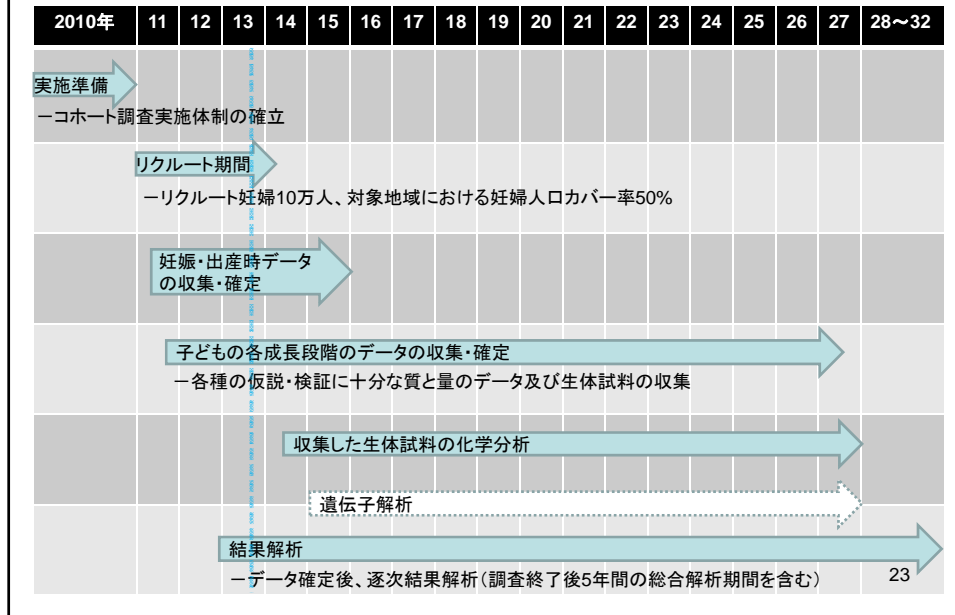 2010年 11 12 13 14 15 16 17 18 19 20 21 22 23 24 25 26 27 28～32
実施準備
－コホート調査実施体制の確立
リクルート期間
－リクルート妊婦10万人、対象地域における妊婦人口カバー率50%
妊娠・出産時データ
の収集・確定
子どもの各成長段階のデータの収集・確定
－各種の仮説・検証に十分な質と量のデータ及び生体試料の収集
収集した生体試料の化学分析
遺伝子解析
結果解析
－データ確定後、逐次結果解析（調査終了後5年間の総合解析期間を含む）
23